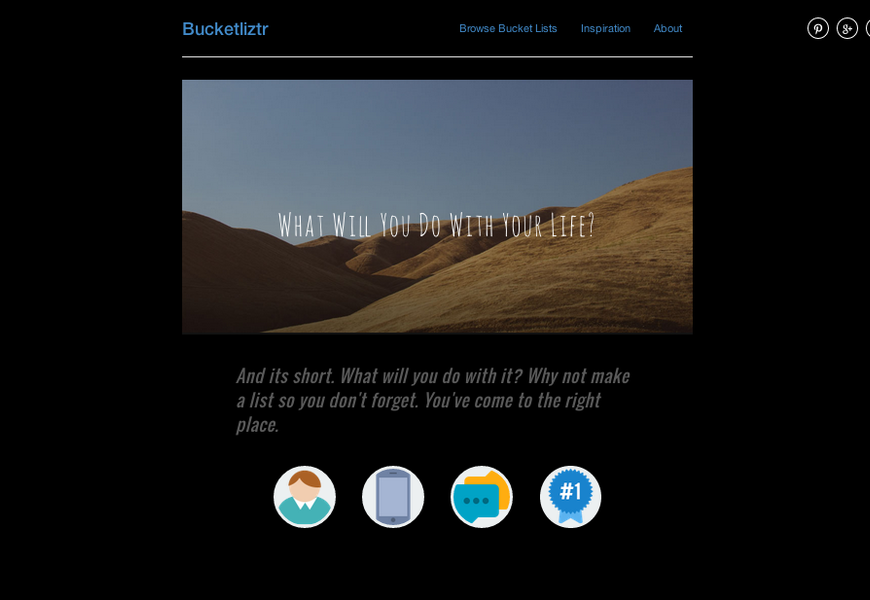 Bucketliztr
Browse Bucket Lists
Inspiration
About
What Will You Do With Your Life?
And its short. What will you do with it? Why not make
a list so you don't forget. You've come to the right
place.
#1